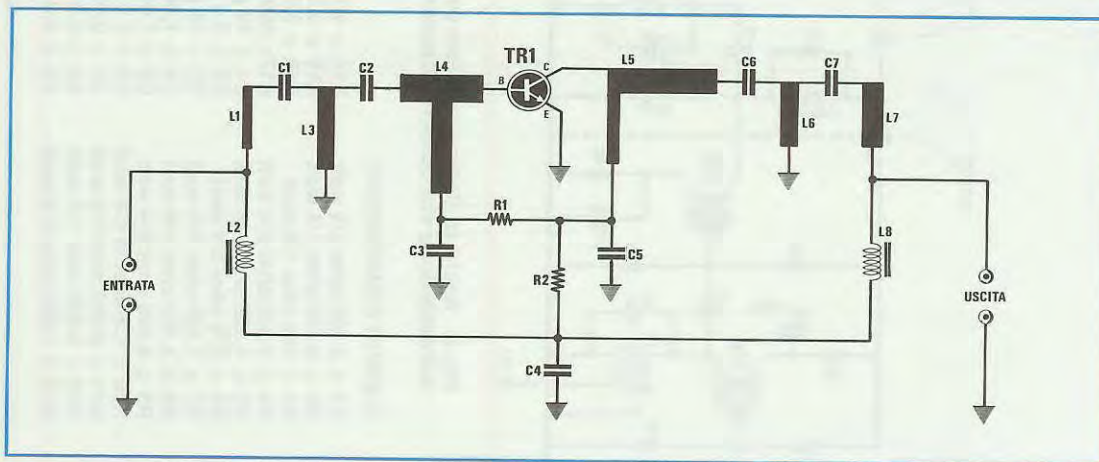 TR1
C1
C2
L4
B
C
E
L5
C6
C7
L1
L3
L6
L7
R1
L2
C3
R2
C5
L8
ENTRATA
USCITA
C4